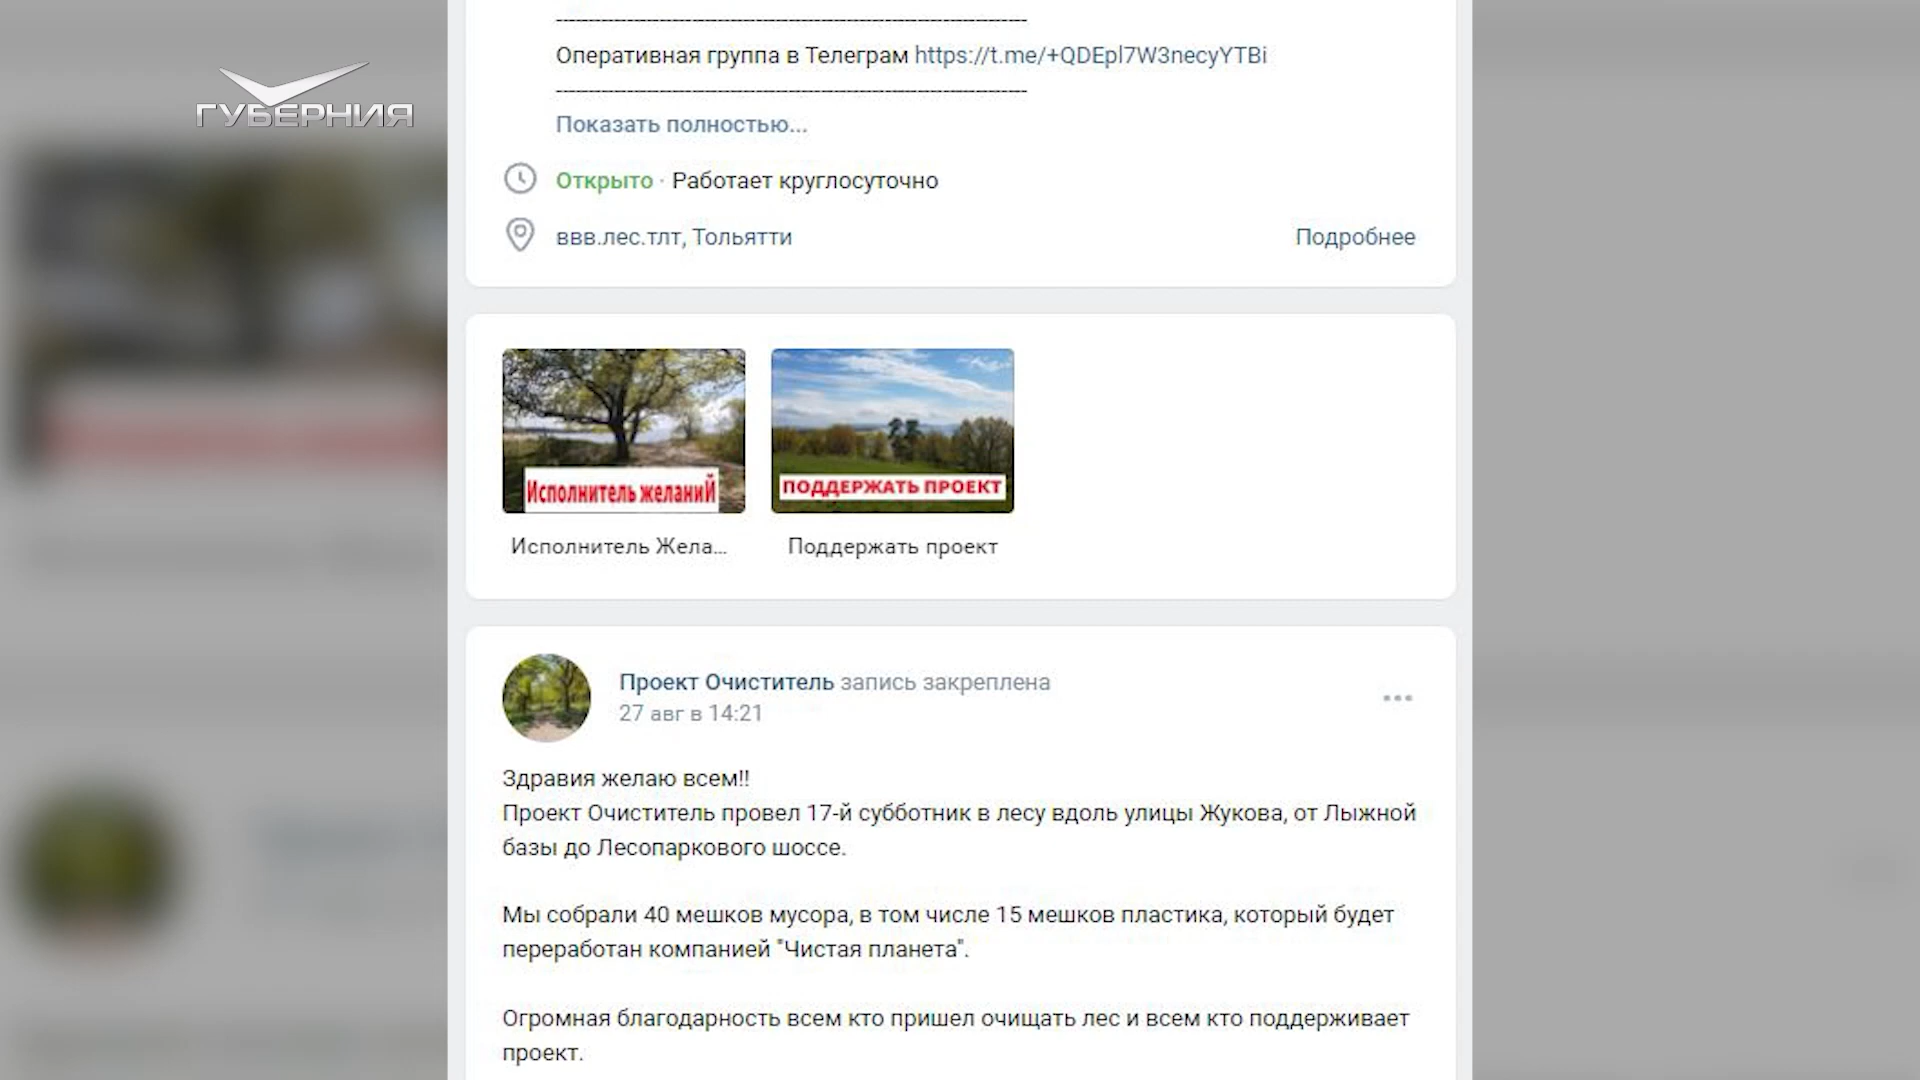 ГУБЕРНИЯ
Оперативная группа в Телеграм https://t.me/+QDEpl7W3necyYTBi
Показать полностью...
Открыто · Работает круглосуточно
ввв.лес.тлт, Тольятти
Подробнее
Исполнитель желаниЙ
ПОДДЕРЖАТЬ ПРОЕКТ
Исполнитель Жела...
Поддержать проект
Проект Очиститель запись закреплена
27 авг в 14:21
Здравия желаю всем!!
Проект Очиститель провел 17-й субботник в лесу вдоль улицы Жукова, от Лыжной
базы до Лесопаркового шоссе.
Мы собрали 40 мешков мусора, в том числе 15 мешков пластика, который будет
переработан компанией "Чистая планета".
Огромная благодарность всем кто пришел очищать лес и всем кто поддерживает
проект.